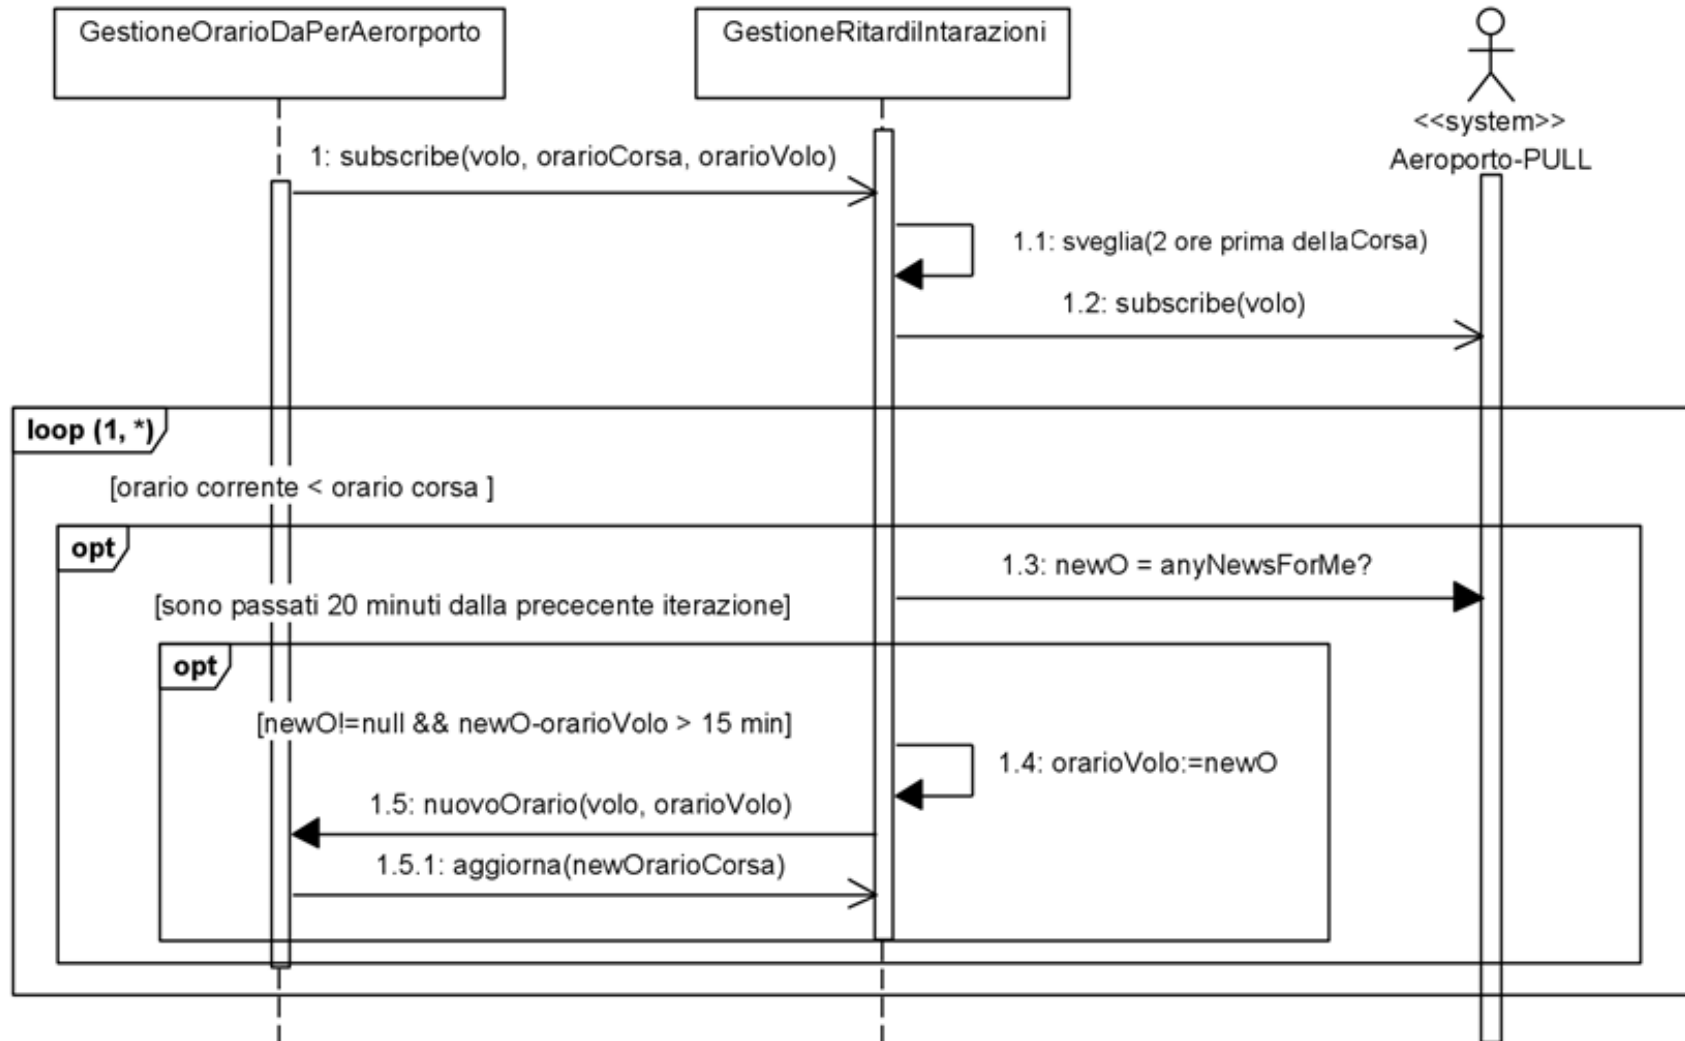 GestioneOrarioDaPerAerorporto
GestioneRitardiIntarazioni
<<system>>
Aeroporto-PULL
1: subscribe(volo, orarioCorsa, orarioVolo)
1.1: sveglia(2 ore prima dellaCorsa)
1.2: subscribe(volo)
loop (1, *)
[orario corrente < orario corsa ]
opt
1.3: newO = anyNewsForMe?
[sono passati 20 minuti dalla prececente iterazione]
opt
[newO!=null && newO-orarioVolo > 15 min]
1.4: orarioVolo:=newO
1.5: nuovoOrario(volo, orarioVolo)
1.5.1: aggiorna(newOrarioCorsa)